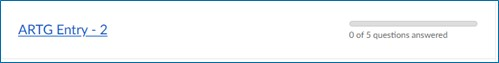 ARTG Entry - 2
0 of 5 questions answered